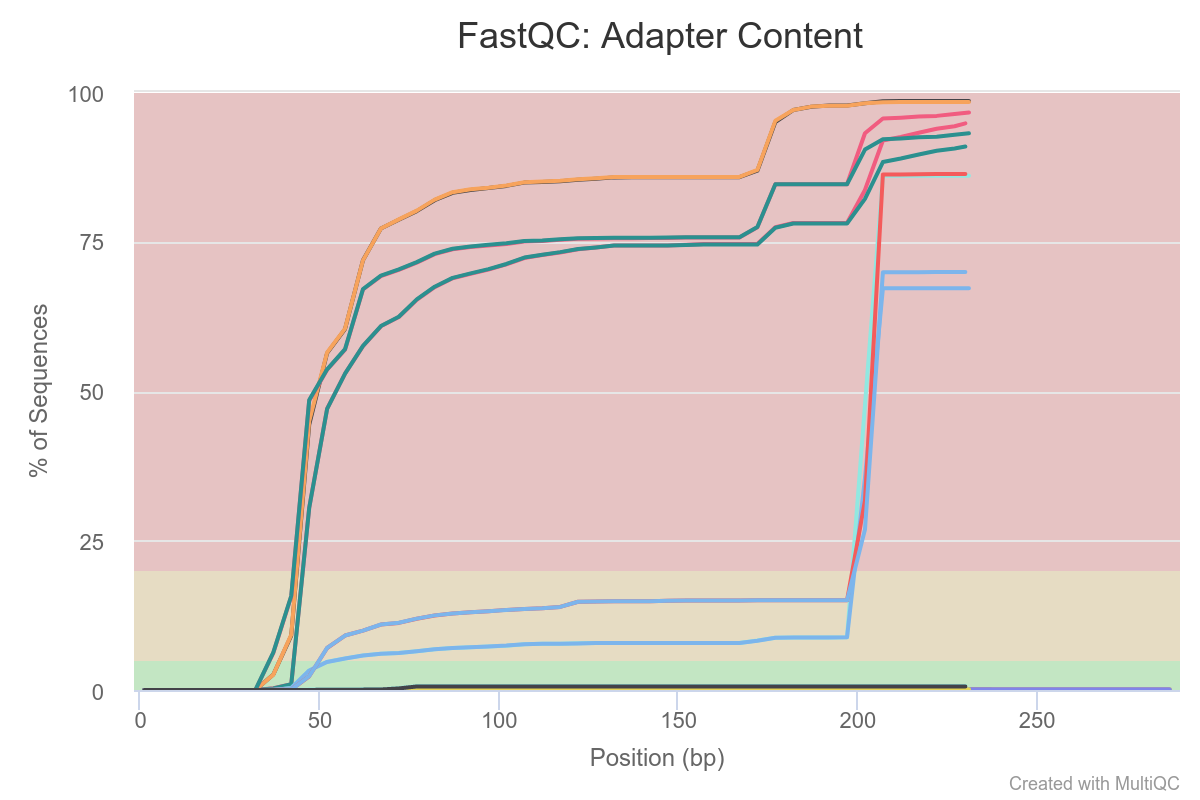 FastQC: Adapter Content
100
75
50
25
0
% of Sequences
0 50 100 150 200 250
Position (bp)
Created with MultiQC